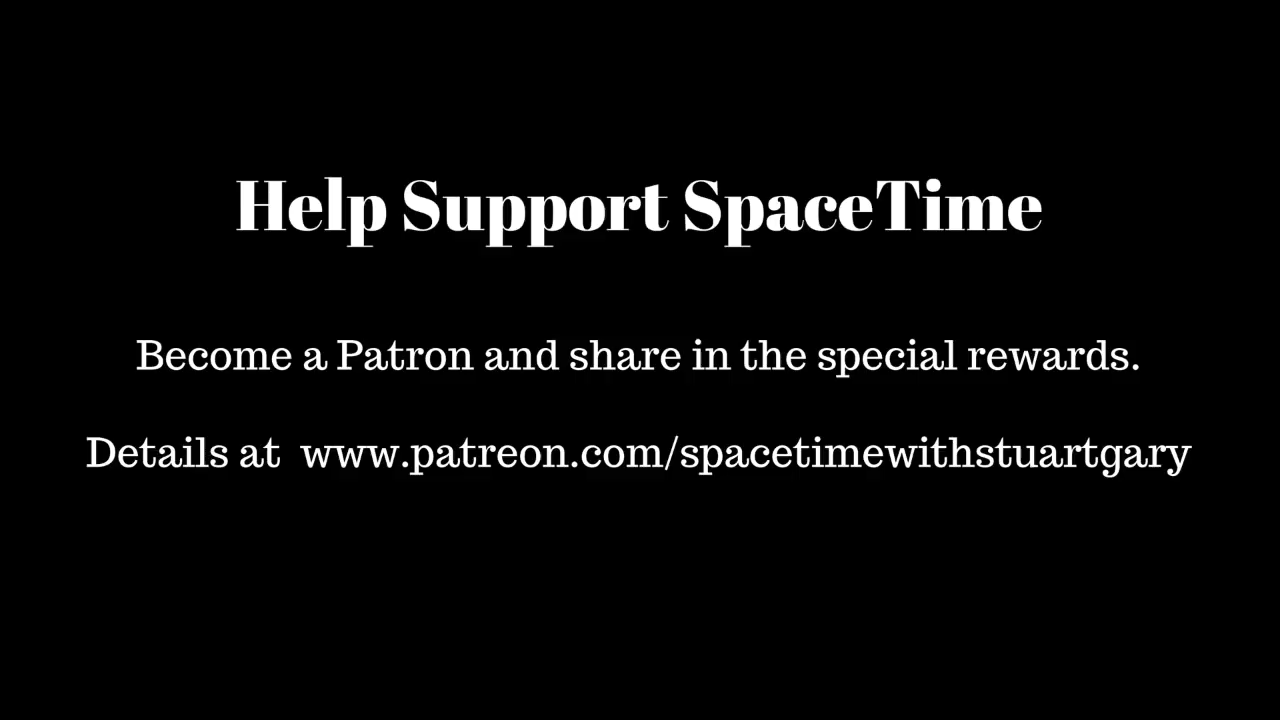 Help Support SpaceTime
Become a Patron and share in the special rewards.
Details at  www.patreon.com/spacetimewithstuartgary